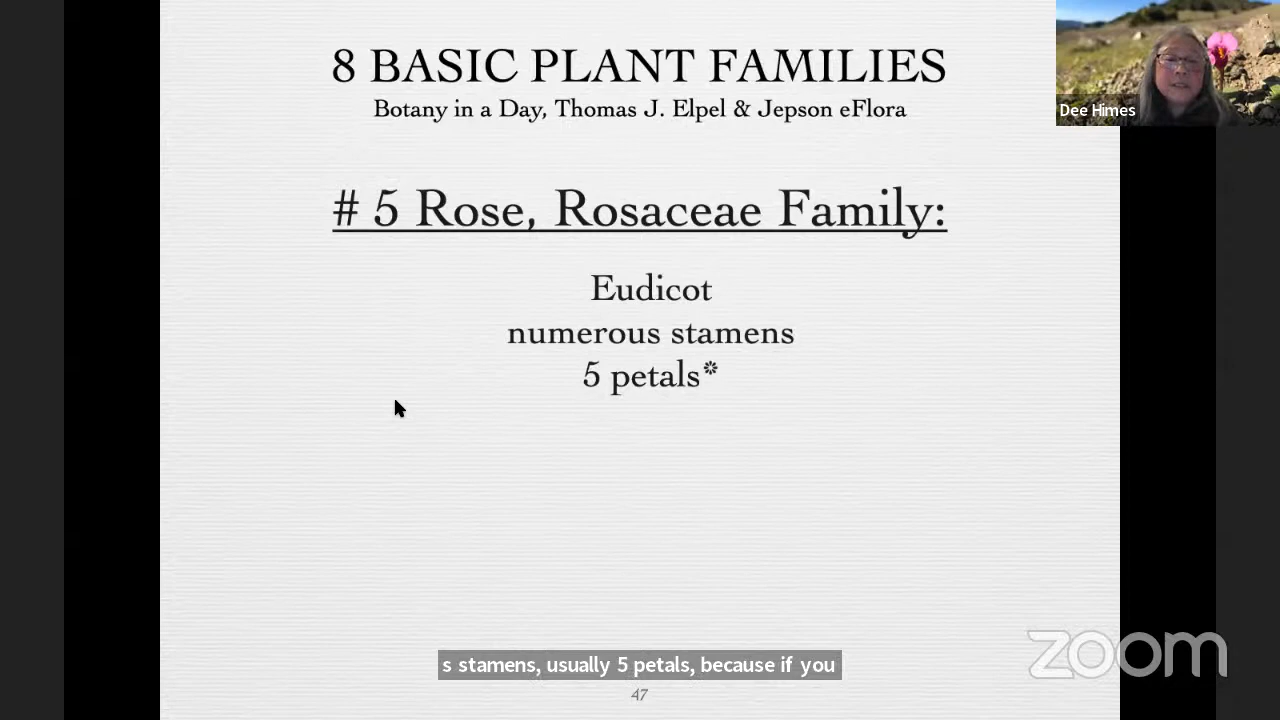 8 BASIC PLANT FAMILIES
Botany in a Day, Thomas J. Elpel & Jepson eFlora
Dee Himes
# 5 Rose, Rosaceae Family:
Eudicot
numerous stamens
5 petals*
zoom
s stamens, usually 5 petals, because if you
47